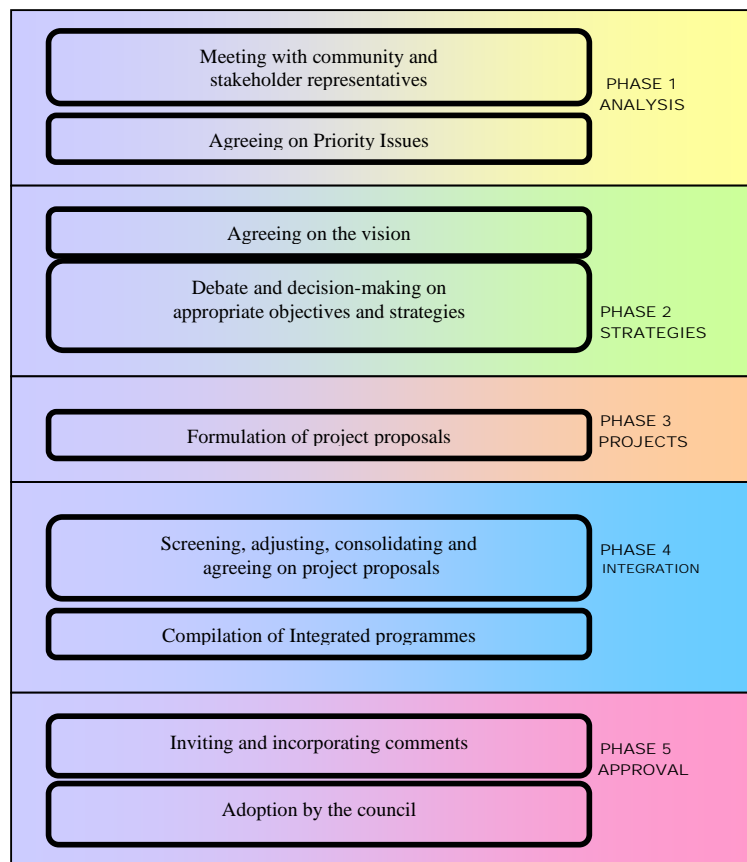 Meeting with community and
stakeholder representatives
PHASE 1
ANALYSIS
Agreeing on Priority Issues
Agreeing on the vision
Debate and decision-making on
appropriate objectives and strategies
PHASE 2
STRATEGIES
Formulation of project proposals
PHASE 3
PROJECTS
Screening, adjusting, consolidating and
agreeing on project proposals
PHASE 4
INTEGRATION
Compilation of Integrated programmes
Inviting and incorporating comments
PHASE 5
APPROVAL
Adoption by the council